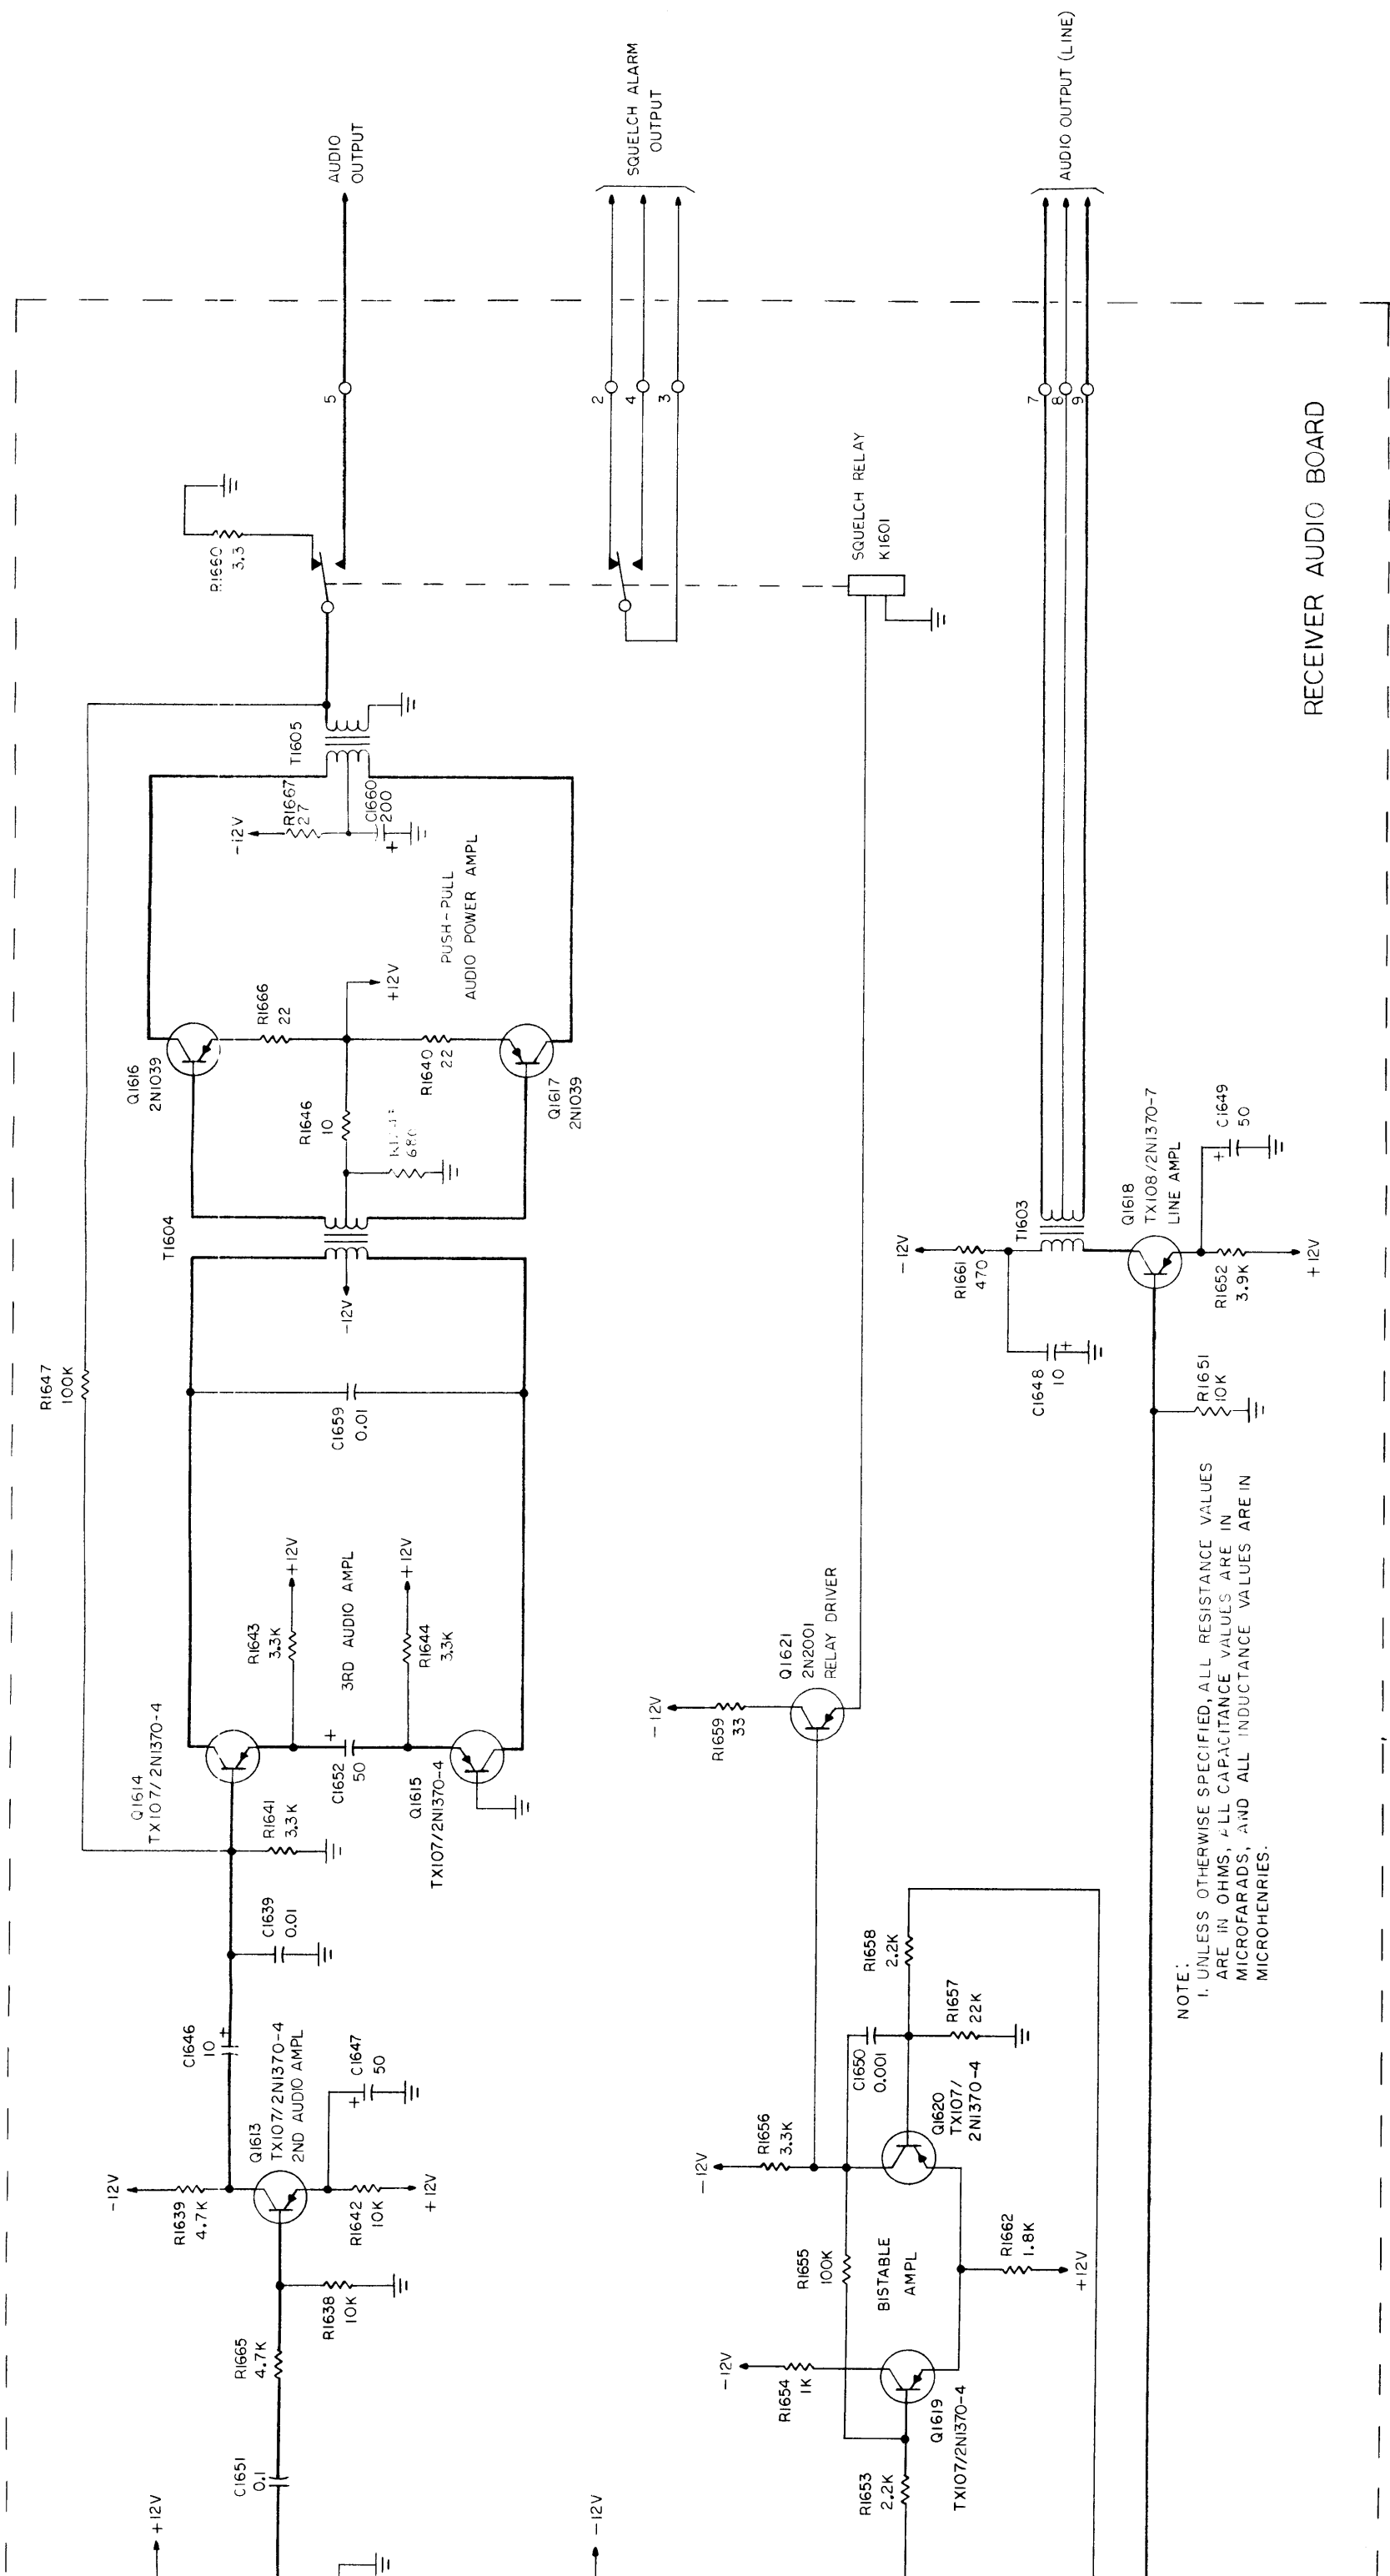 AUDIO
OUTPUT
SQUELCH ALARM
OUTPUT
AUDIO OUTPUT (LINE)
5
2
4
3
7
8
9
R1660
3.3
SQUELCH RELAY
K1601
RECEIVER AUDIO BOARD
T1605
-12V
R1667
27
C1660
200
+
PUSH-PULL
AUDIO POWER AMPL
Q1616
2N1039
R1666
22
+12V
R1640
22
Q1617
2N1039
R1646
10
680
T1604
-12V
R1647
100K
C1659
0.01
R1643
3.3K
+12V
3RD AUDIO AMPL
R1644
3.3K
+12V
Q1614
TX107/2N1370-4
C1652
50
+
Q1615
TX107/2N1370-4
R1641
3.3K
C1639
0.01
C1646
10
+
Q1613
TX107/2N1370-4
2ND AUDIO AMPL
C1647
50
+
-12V
R1639
4.7K
R1642
10K
+12V
R1638
10K
R1665
4.7K
C1651
0.1
+12V
-12V
T1603
-12V
R1661
470
C1648
10
+
Q1618
TX108/2N1370-7
LINE AMPL
C1649
50
+
R1652
3.9K
+12V
R1651
10K
Q1621
2N2001
RELAY DRIVER
-12V
R1659
33
R1658
2.2K
C1650
0.001
R1657
22K
Q1620
TX107/
2N1370-4
-12V
R1656
3.3K
R1655
100K
BISTABLE
AMPL
R1662
1.8K
+12V
-12V
R1654
1K
Q1619
TX107/2N1370-4
R1653
2.2K
NOTE:
1. UNLESS OTHERWISE SPECIFIED, ALL RESISTANCE VALUES
ARE IN OHMS, ALL CAPACITANCE VALUES ARE IN
MICROFARADS, AND ALL INDUCTANCE VALUES ARE IN
MICROHENRIES.